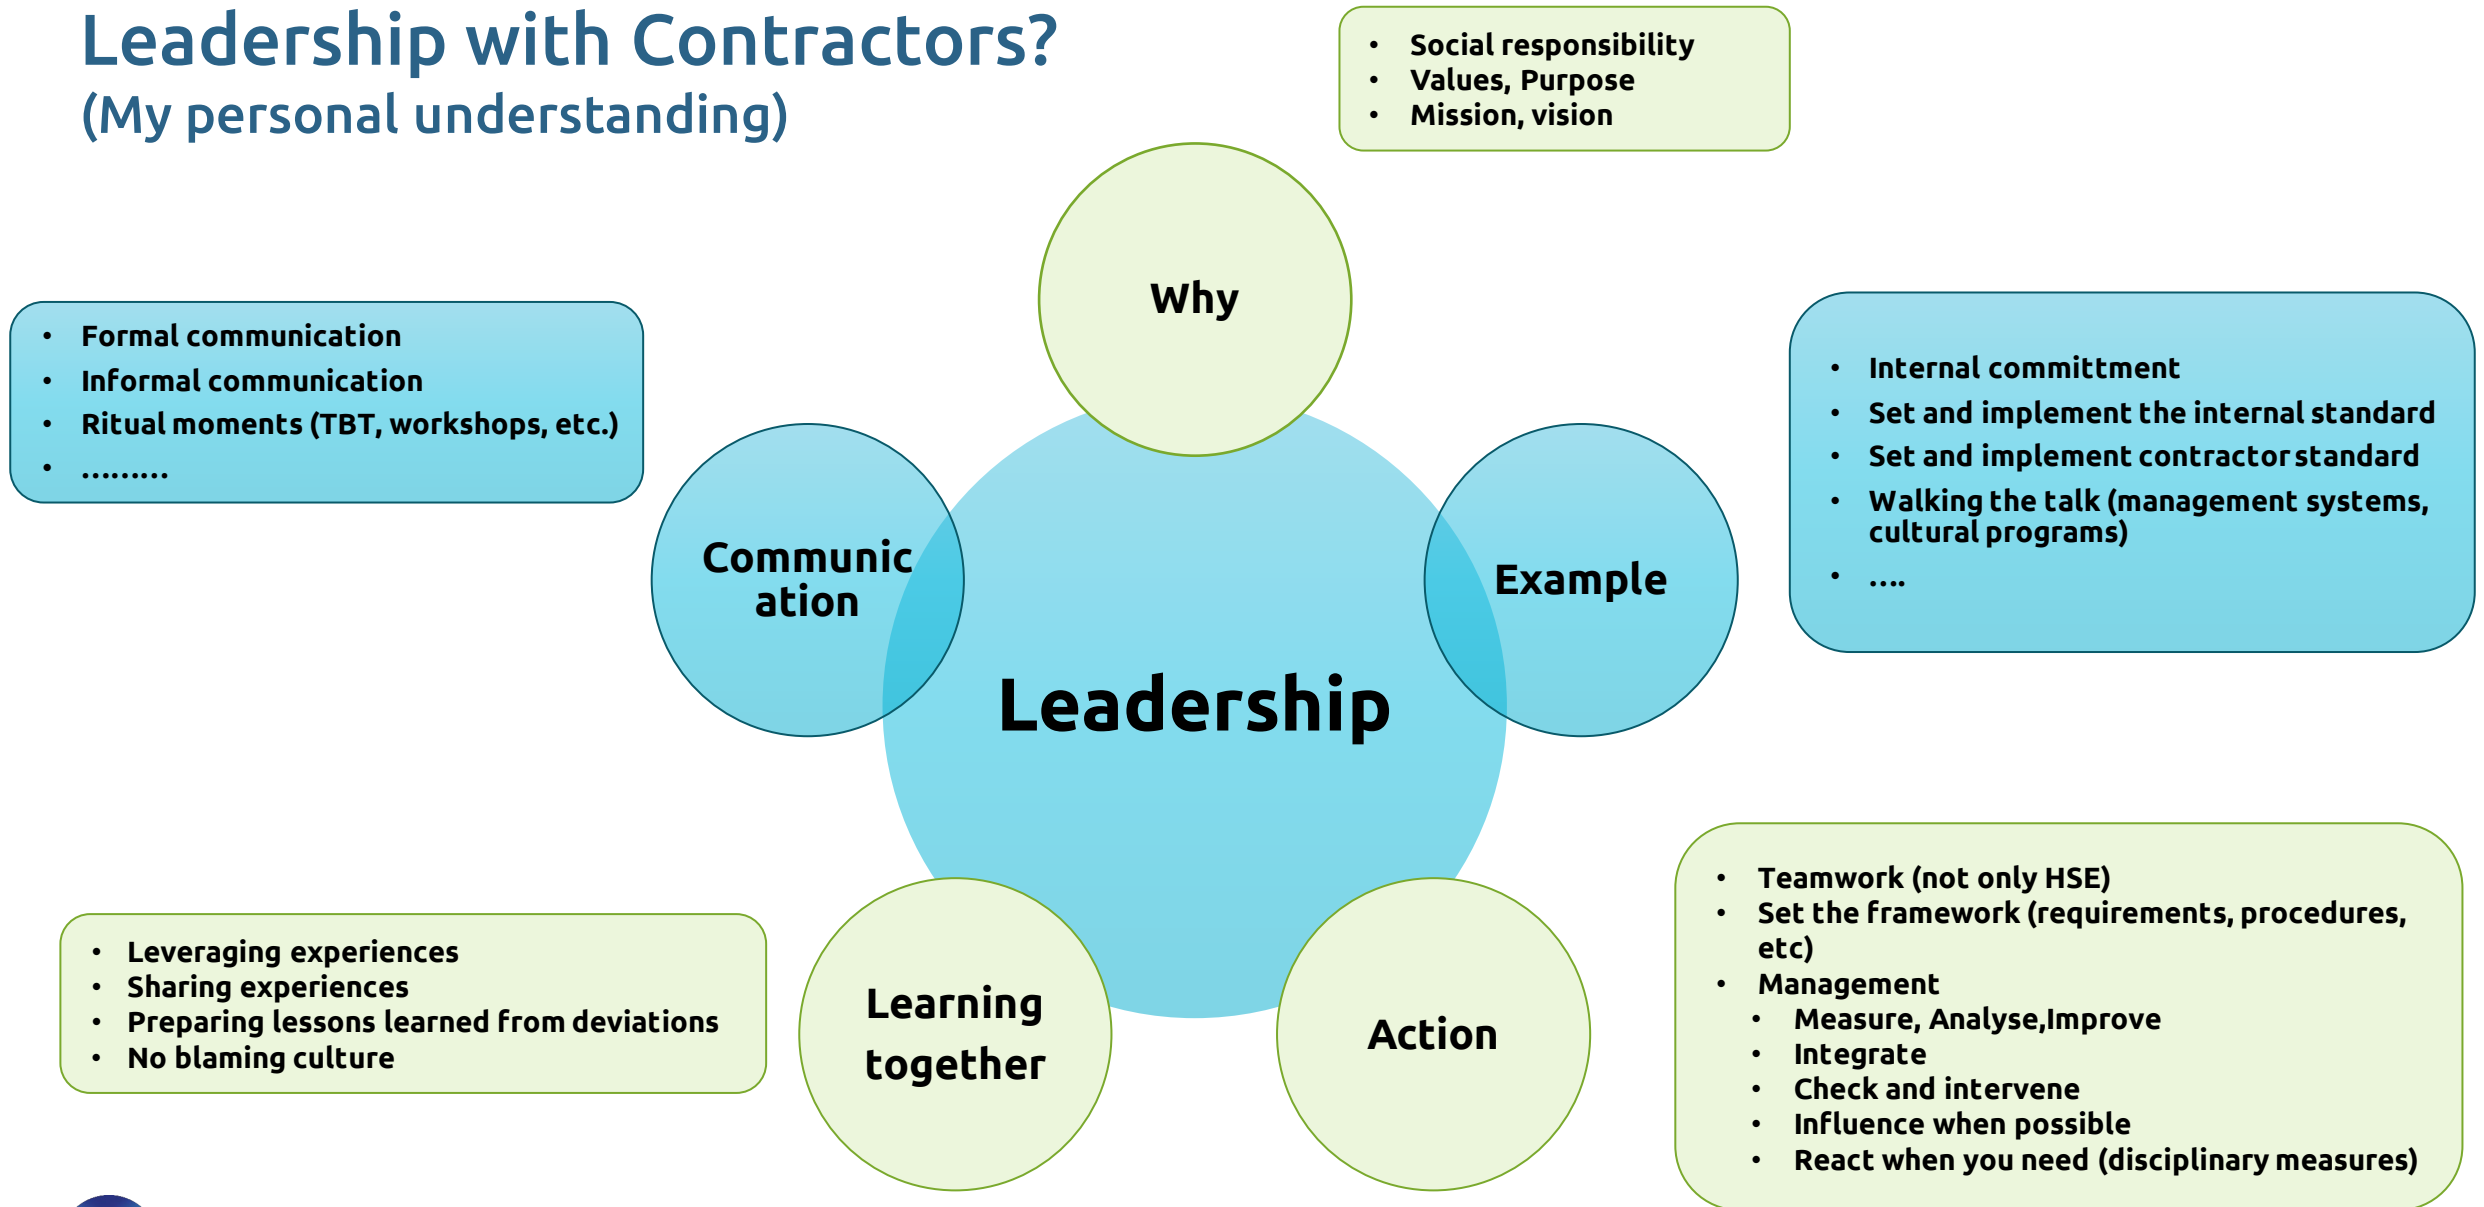 Leadership with Contractors?
(My personal understanding)
• Social responsibility
• Values, Purpose
• Mission, vision
Why
• Formal communication
• Informal communication
• Ritual moments (TBT, workshops, etc.)
• .........
Communic
ation
Example
• Internal committment
• Set and implement the internal standard
• Set and implement contractor standard
• Walking the talk (management systems,
cultural programs)
• ....
Leadership
• Leveraging experiences
• Sharing experiences
• Preparing lessons learned from deviations
• No blaming culture
Learning
together
Action
• Teamwork (not only HSE)
• Set the framework (requirements, procedures,
etc)
• Management
• Measure, Analyse,Improve
• Integrate
• Check and intervene
• Influence when possible
• React when you need (disciplinary measures)